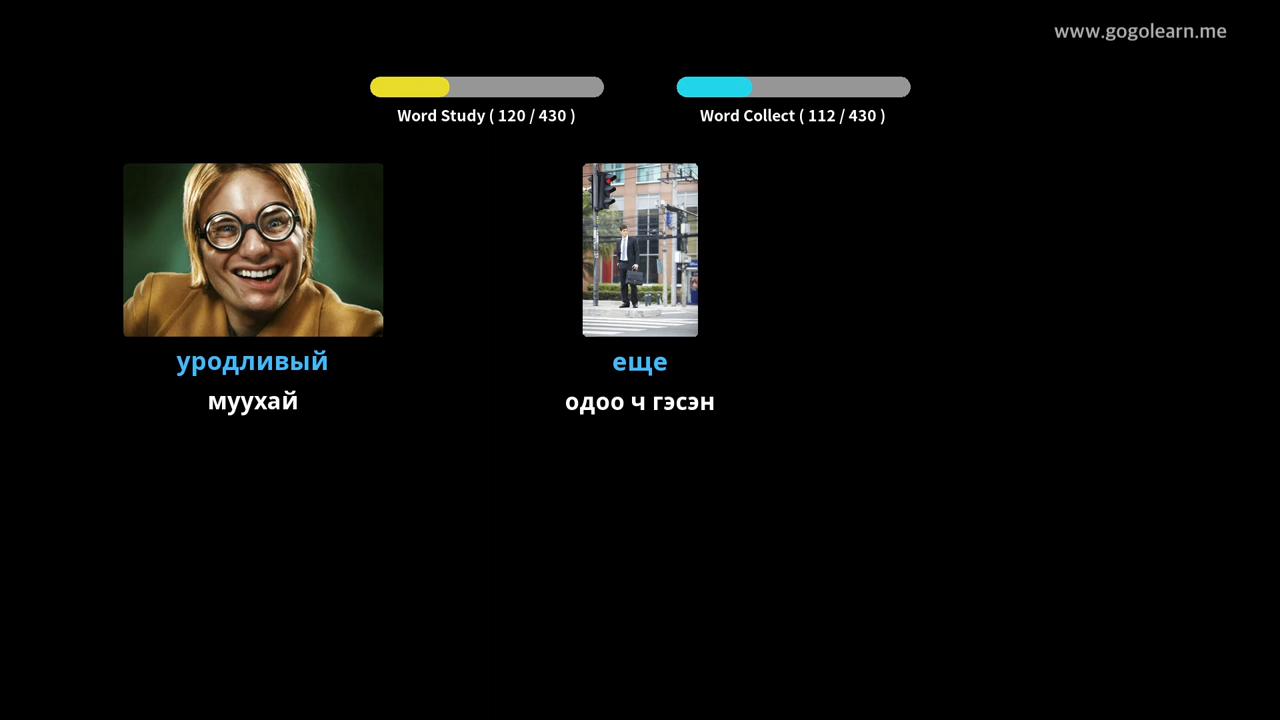 www.gogolearn.me
Word Study ( 120 / 430 )
Word Collect ( 112 / 430 )
уродливый
еще
муухай
одоо ч гэсэн